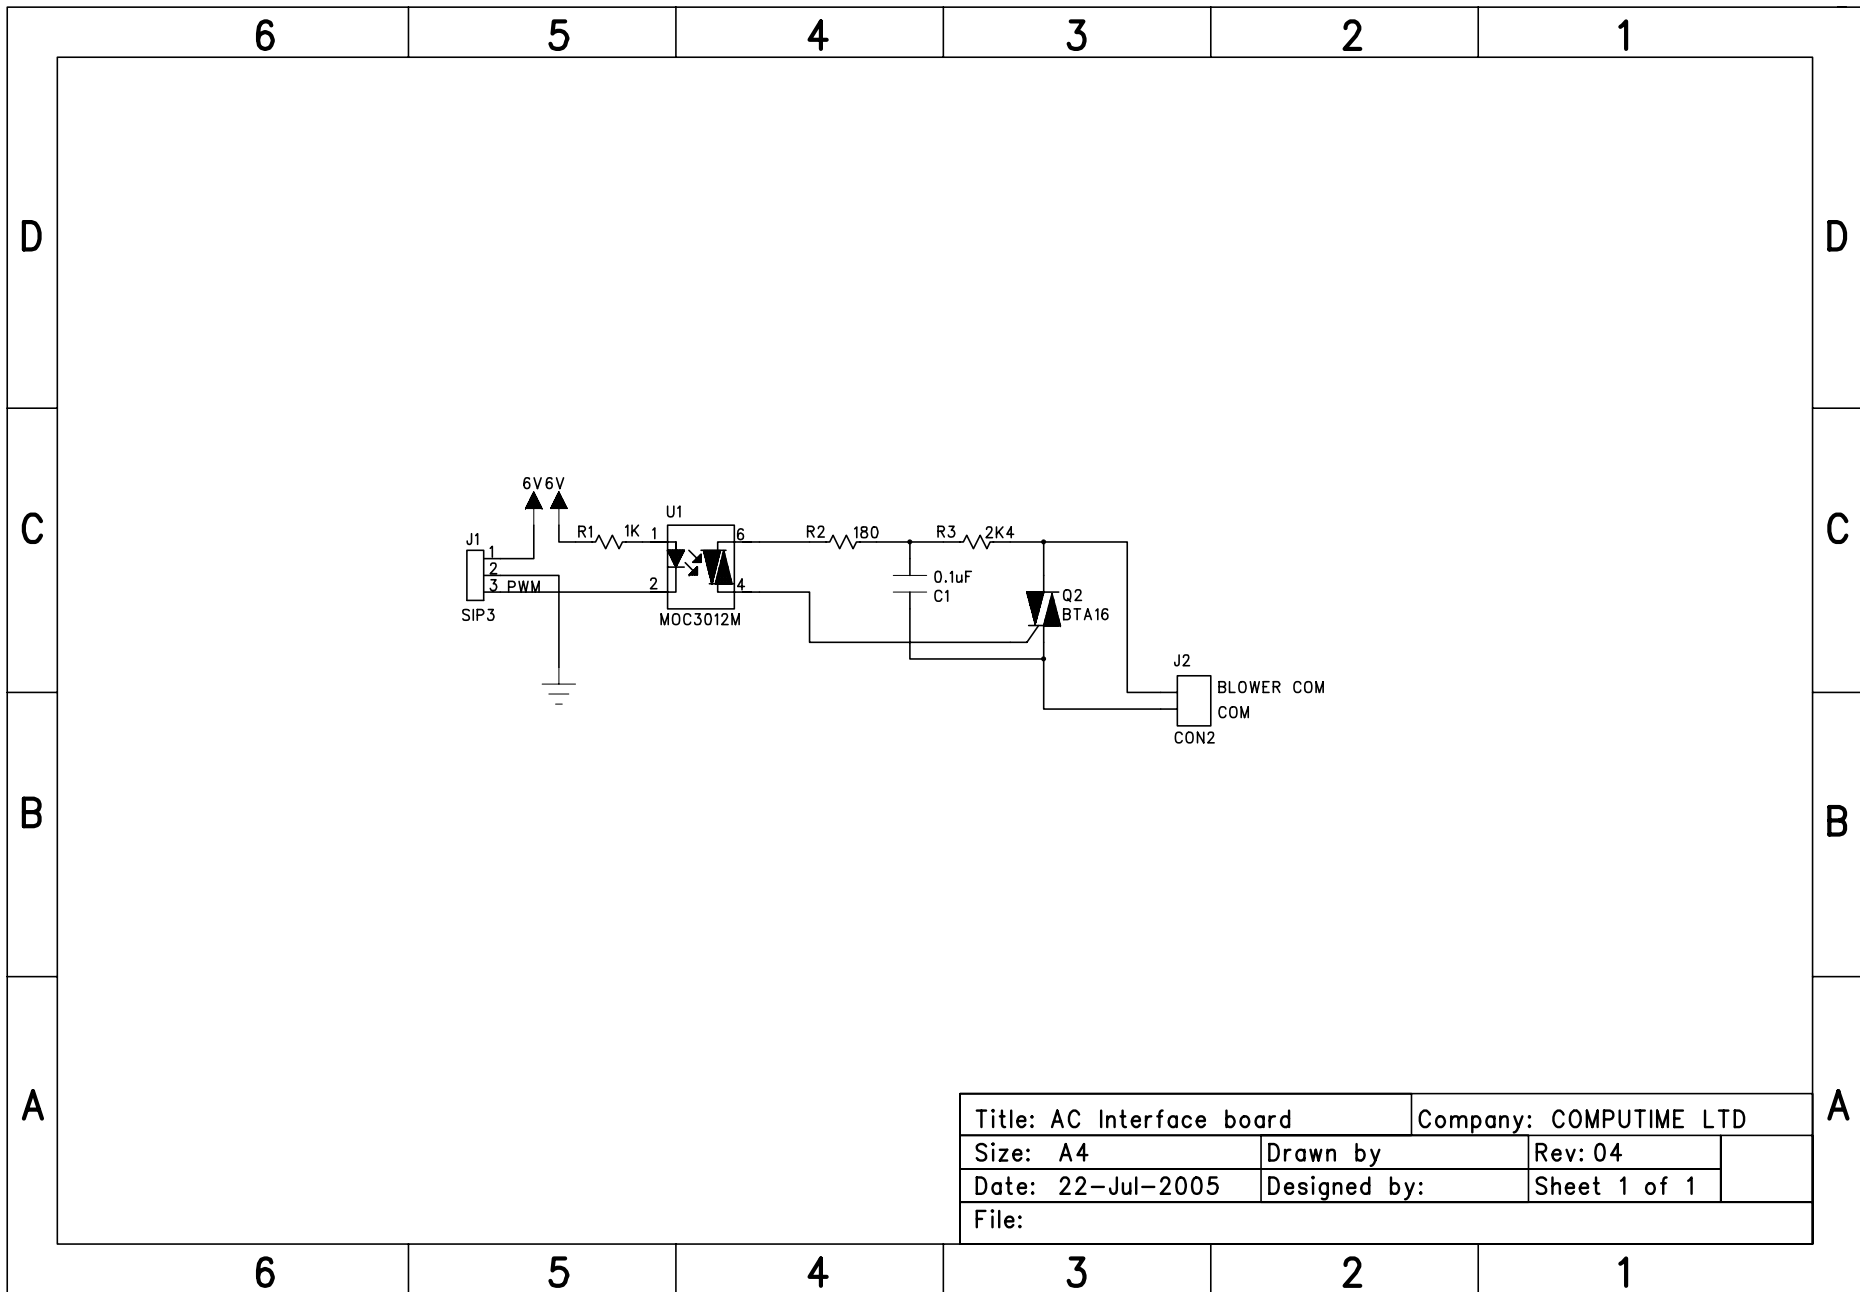 6 5 4 3 2 1
D D
6V 6V
U1
C C
R1 1K 1 6 R2 180 R3 2K4
J1
1
2
0.1uF
2 4
3 PWM
C1
Q2
BTA16
SIP3
MOC3012M
J2
BLOWER COM
COM
CON2
B B
A A
Title: AC Interface board Company: COMPUTIME LTD
Size: A4 Drawn by Rev: 04
Date: 22-Jul-2005 Designed by: Sheet 1 of 1
File:
6 5 4 3 2 1